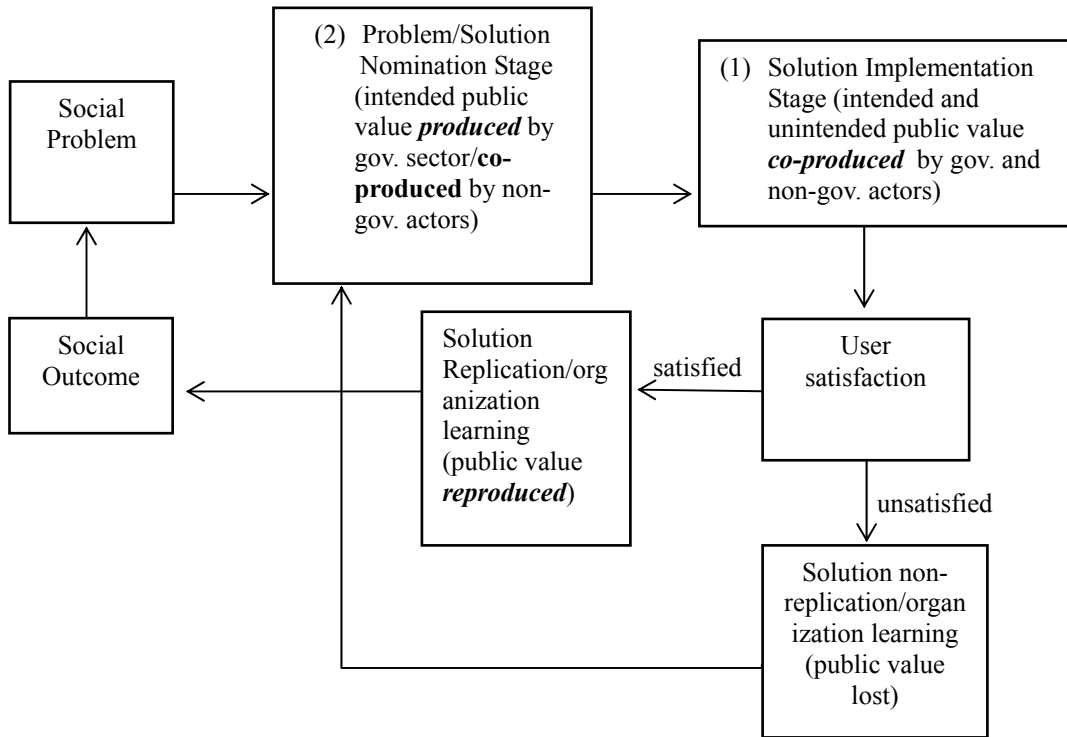 Social
Problem
(2) Problem/Solution
Nomination Stage
(intended public
value produced by
gov. sector/co-
produced by non-
gov. actors)
(1) Solution Implementation
Stage (intended and
unintended public value
co-produced by gov. and
non-gov. actors)
User
satisfaction
satisfied
Solution
Replication/org
anization
learning
(public value
reproduced)
Social
Outcome
unsatisfied
Solution non-
replication/organ
ization learning
(public value
lost)